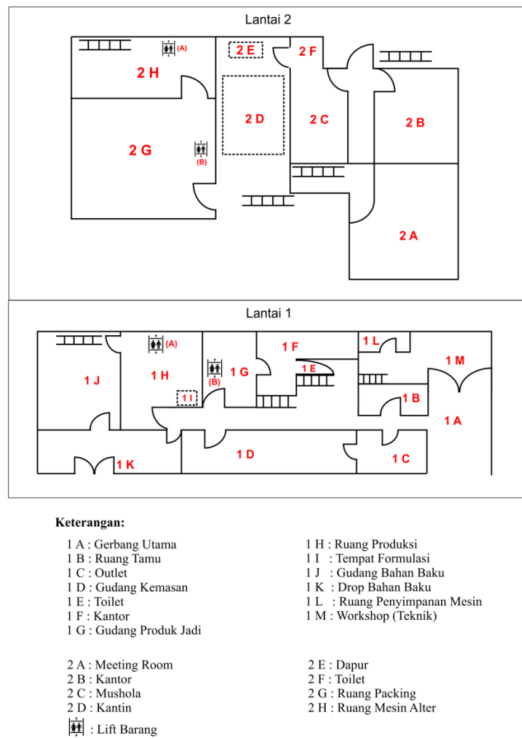 Lantai 2
(A)
2 E
2 F
2 H
2 D
2 C
2 B
2 G
(B)
2 A
Lantai 1
1 L
(A)
1 F
1 M
1 E
1 J
1 H
1 G
(B)
1 I
1 B
1 A
1 K
1 D
1 C
Keterangan:
1 A : Gerbang Utama
1 B : Ruang Tamu
1 C : Outlet
1 D : Gudang Kemasan
1 E : Toilet
1 F : Kantor
1 G : Gudang Produk Jadi
1 H : Ruang Produksi
1 I : Tempat Formulasi
1 J : Gudang Bahan Baku
1 K : Drop Bahan Baku
1 L : Ruang Penyimpanan Mesin
1 M : Workshop (Teknik)
2 A : Meeting Room
2 B : Kantor
2 C : Mushola
2 D : Kantin
: Lift Barang
2 E : Dapur
2 F : Toilet
2 G : Ruang Packing
2 H : Ruang Mesin Alter